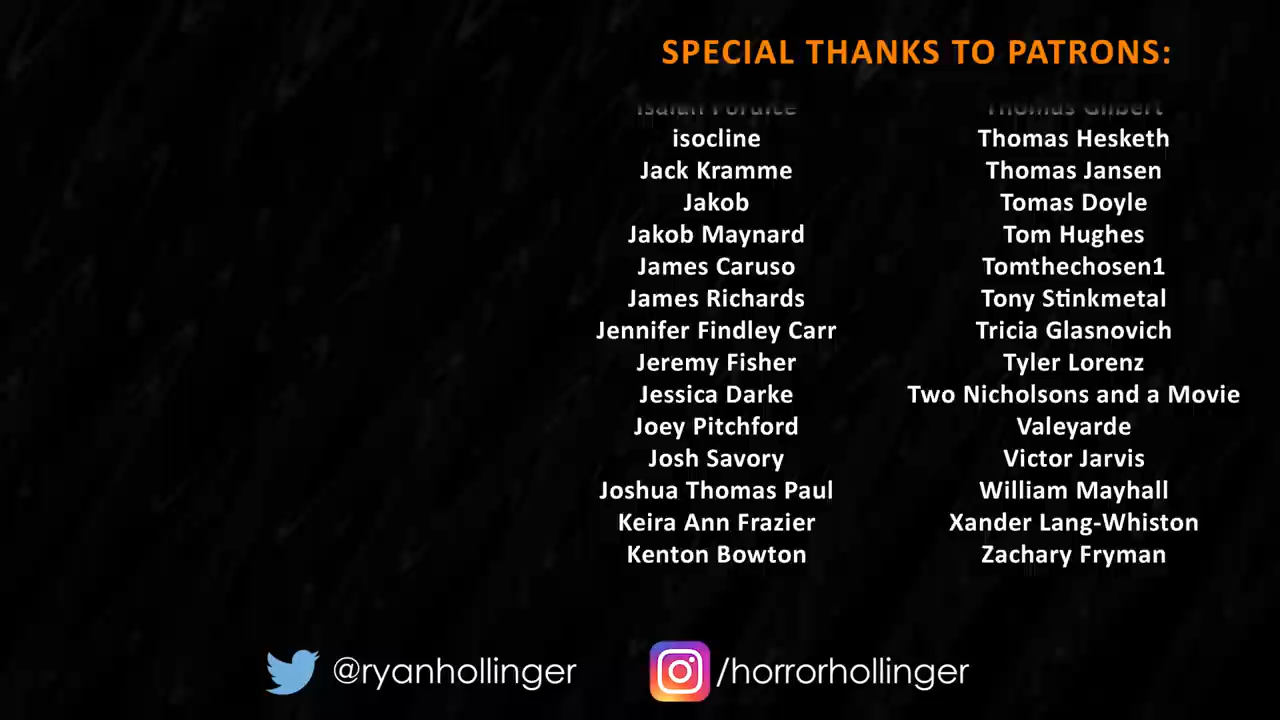 SPECIAL THANKS TO PATRONS:
isocline
Jack Kramme
Jakob
Jakob Maynard
James Caruso
James Richards
Jennifer Findley Carr
Jeremy Fisher
Jessica Darke
Joey Pitchford
Josh Savory
Joshua Thomas Paul
Keira Ann Frazier
Kenton Bowton
Thomas Gilbert
Thomas Hesketh
Thomas Jansen
Tomas Doyle
Tom Hughes
Tomthechosen1
Tony Stinkmetal
Tricia Glasnovich
Tyler Lorenz
Two Nicholsons and a Movie
Valeyarde
Victor Jarvis
William Mayhall
Xander Lang-Whiston
Zachary Fryman
@ryanhollinger
/horrorhollinger